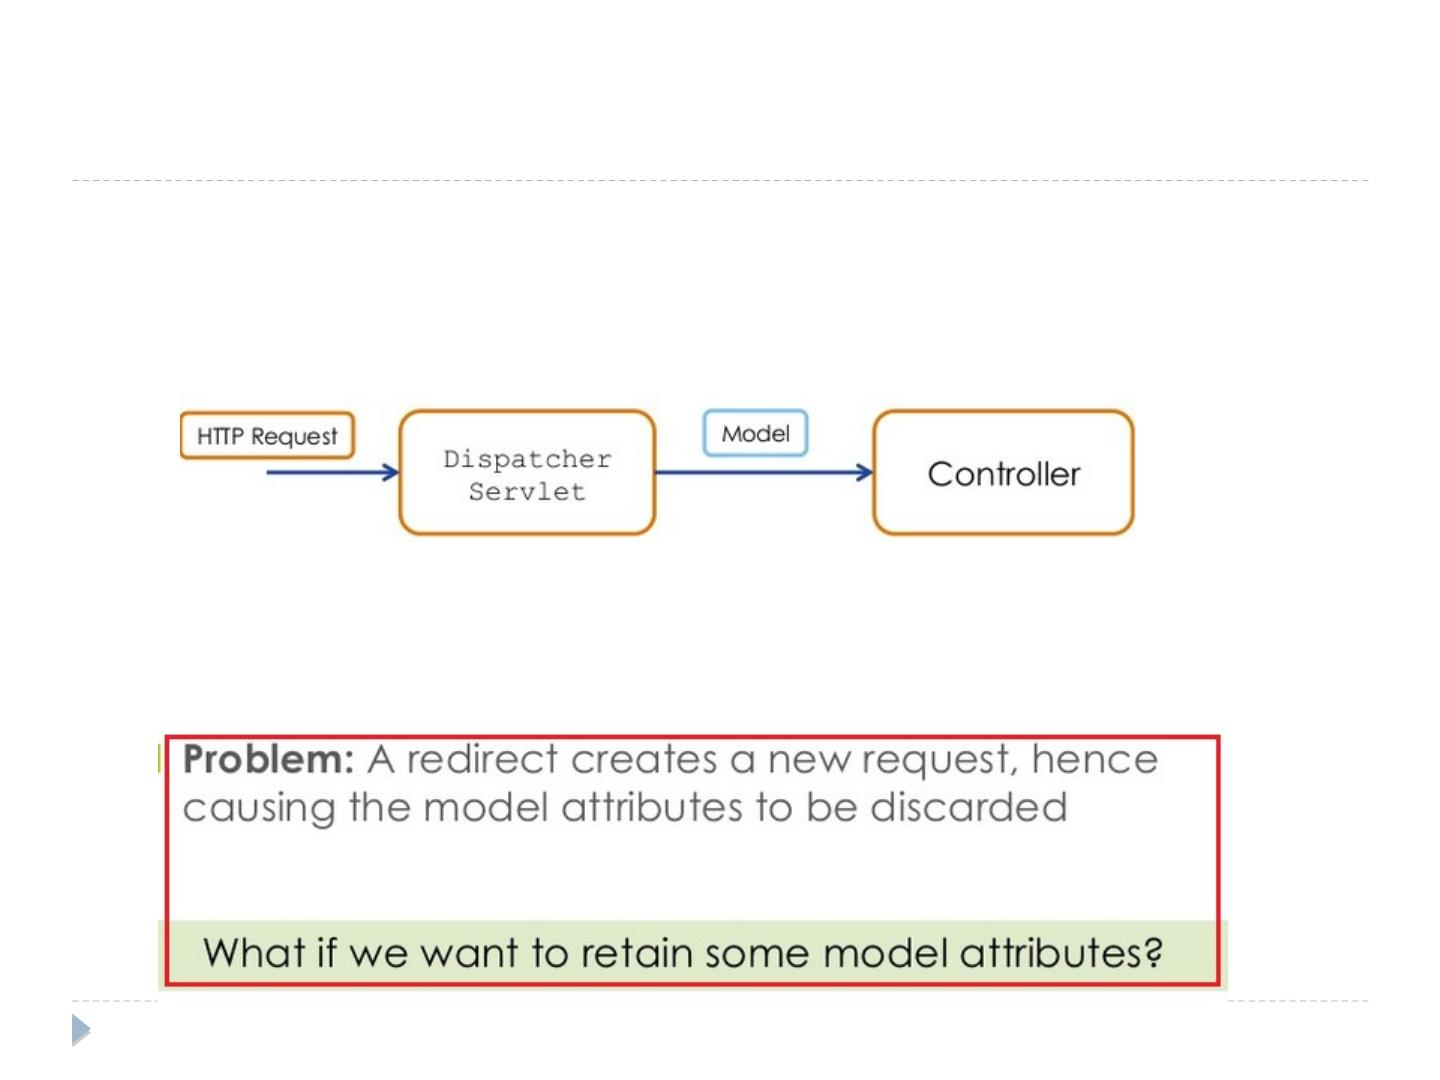 HTTP Request
Dispatcher
Servlet
Model
Controller
Problem: A redirect creates a new request, hence
causing the model attributes to be discarded
What if we want to retain some model attributes?